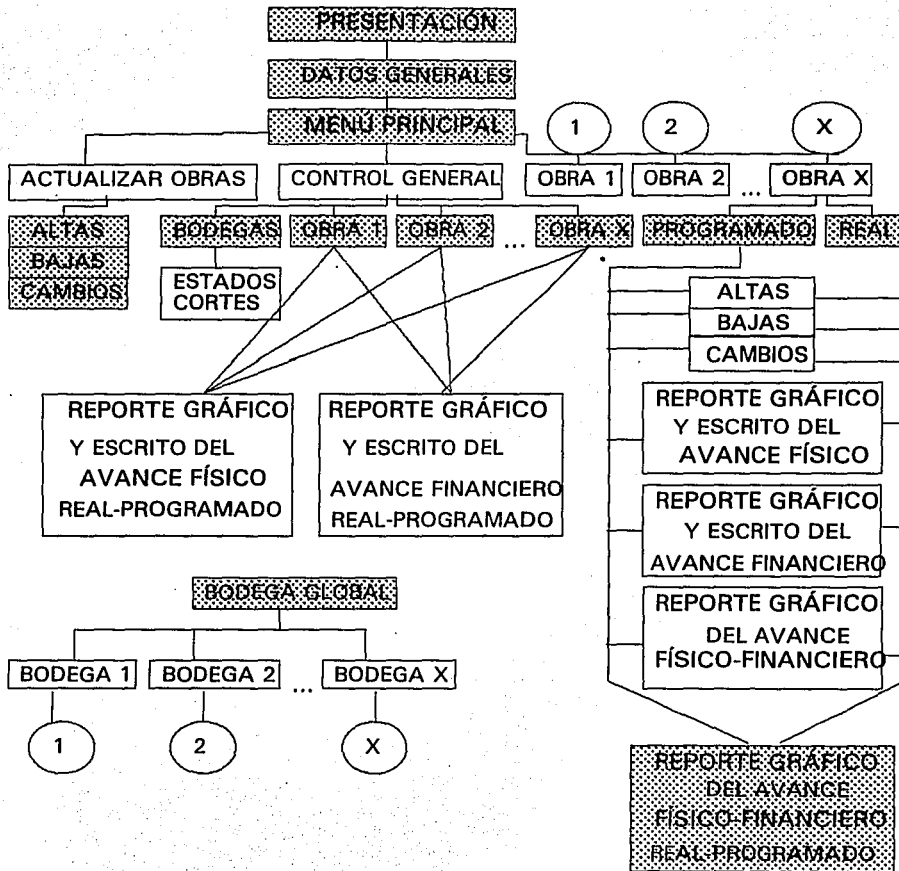 PRESENTACIÓN
DATOS GENERALES
MENU PRINCIPAL
1
2
X
ACTUALIZAR OBRAS
CONTROL GENERAL
OBRA 1
OBRA 2
...
OBRA X
ALTAS
BAJAS
CAMBIOS
BODEGAS
OBRA 1
OBRA 2
...
OBRA X
PROGRAMADO
REAL
ESTADOS
CORTES
ALTAS
BAJAS
CAMBIOS
REPORTE GRÁFICO
Y ESCRITO DEL
AVANCE FÍSICO
REAL-PROGRAMADO
REPORTE GRÁFICO
Y ESCRITO DEL
AVANCE FINANCIERO
REAL-PROGRAMADO
REPORTE GRÁFICO
Y ESCRITO DEL
AVANCE FÍSICO
REPORTE GRÁFICO
Y ESCRITO DEL
AVANCE FINANCIERO
REPORTE GRÁFICO
DEL AVANCE
FÍSICO-FINANCIERO
BODEGA GLOBAL
BODEGA 1
BODEGA 2
...
BODEGA X
1
2
X
REPORTE GRÁFICO
DEL AVANCE
FÍSICO-FINANCIERO
REAL-PROGRAMADO